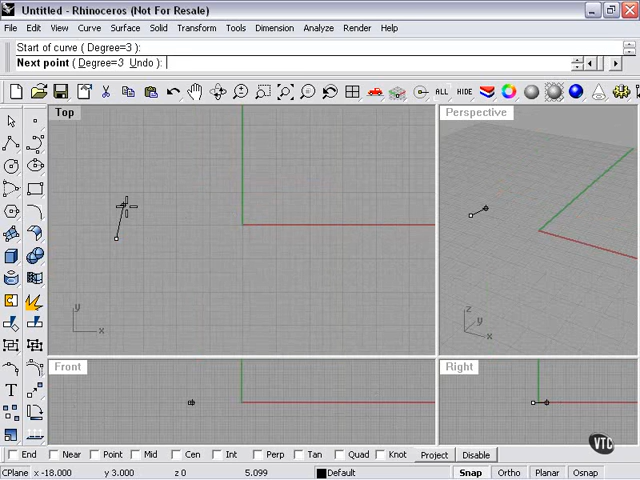 Untitled - Rhinoceros (Not For Resale)
File Edit View Curve Surface Solid Transform Tools Dimension Analyze Render Help
Start of curve ( Degree=3 ):
Next point ( Degree=3 Undo ):
ALL HIDE
Top
Perspective
y
x
z
y
x
Front
Right
T
VTC
End Near Point Mid Cen Int Perp Tan Quad Knot Project Disable
CPlane x -18.000 y 3.000 z 0 5.099 Default Snap Ortho Planar Osnap